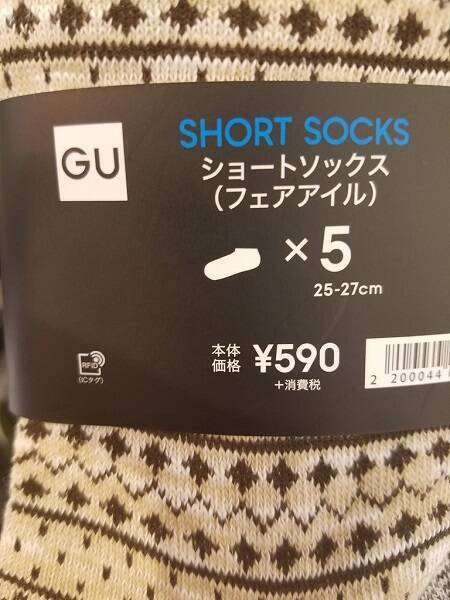 GU
SHORT SOCKS
ショートソックス
(フェアアイル)
×5
25-27cm
RFID
(ICタグ)
本体
価格 ¥590
+消費税
2 200044